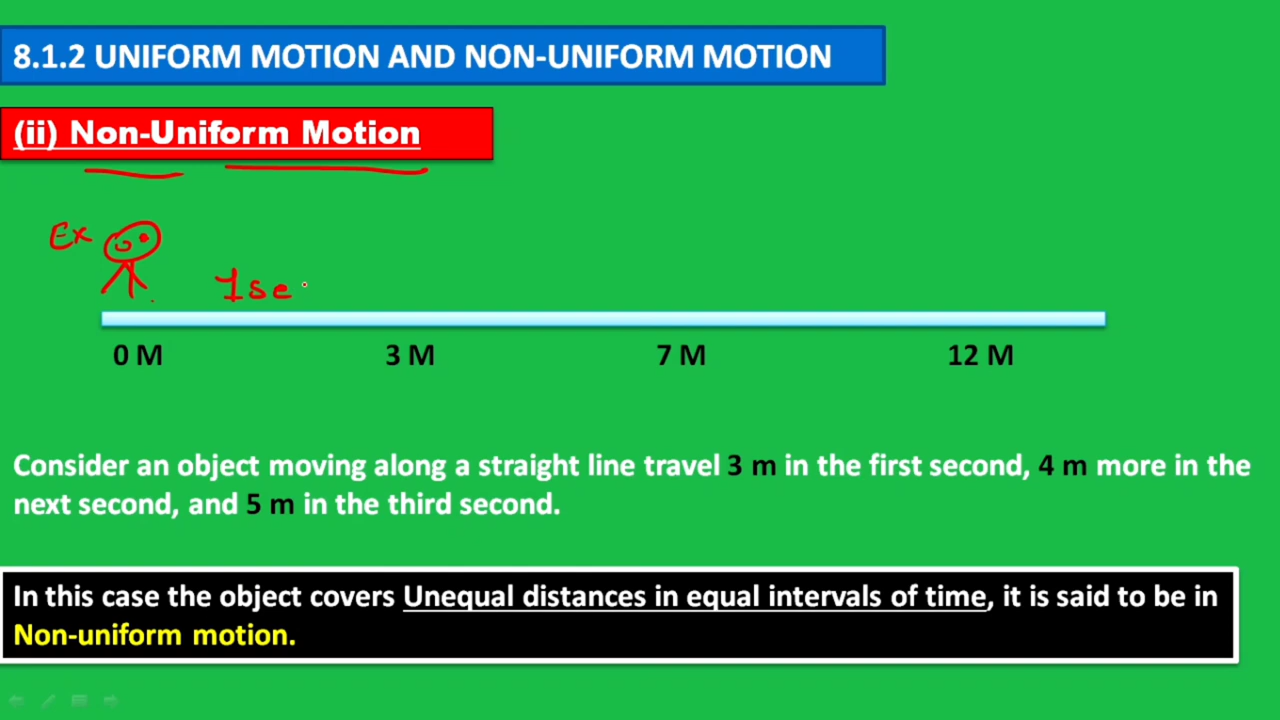 8.1.2 UNIFORM MOTION AND NON-UNIFORM MOTION
(ii) Non-Uniform Motion
Ex
1se
0 M 3 M 7 M 12 M
Consider an object moving along a straight line travel 3 m in the first second, 4 m more in the
next second, and 5 m in the third second.
In this case the object covers Unequal distances in equal intervals of time, it is said to be in
Non-uniform motion.